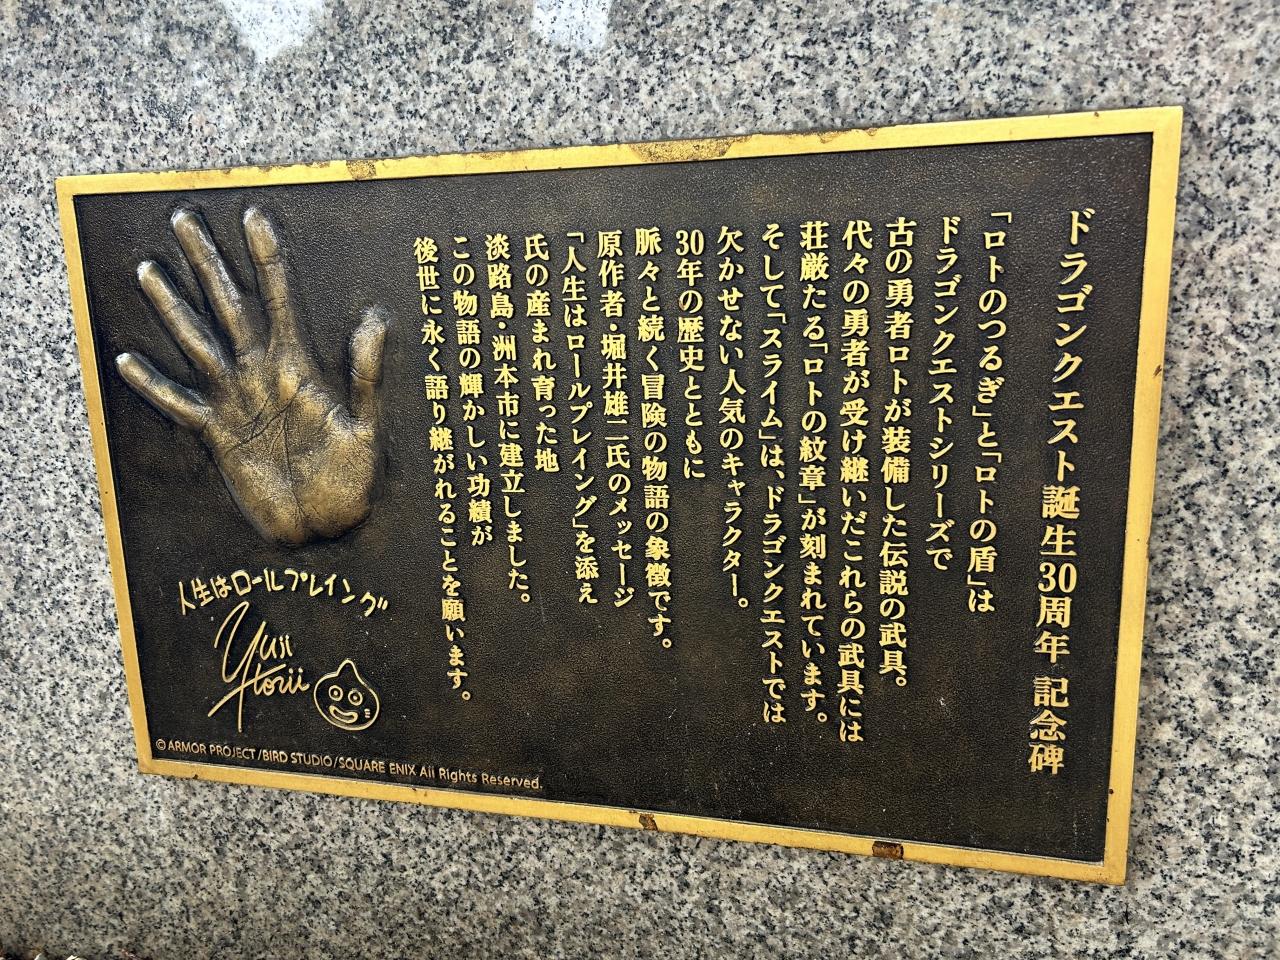 ドラゴンクエスト誕生30周年 記念碑
「ロトのつるぎ」と「ロトの盾」は
ドラゴンクエストシリーズで
古の勇者ロトが装備した伝説の武具。
代々の勇者が受け継いだこれらの武具には
荘厳たる「ロトの紋章」が刻まれています。
そして「スライム」は、ドラゴンクエストでは
欠かせない人気のキャラクター。
30年の歴史とともに
脈々と続く冒険の物語の象徴です。
原作者・堀井雄二氏のメッセージ
「人生はロールプレイング」を添え
氏の産まれ育った地
淡路島・洲本市に建立しました。
この物語の輝かしい功績が
後世に永く語り継がれることを願います。
人生はロールプレイング
Yuji
Horii
©ARMOR PROJECT/BIRD STUDIO/SQUARE ENIX All Rights Reserved.